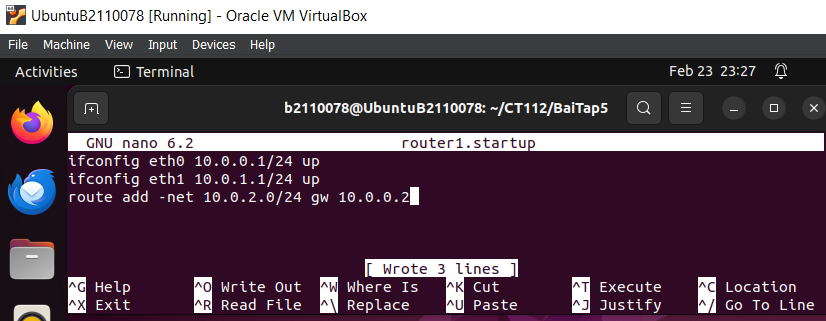 UbuntuB2110078 [Running] - Oracle VM VirtualBox
File Machine View Input Devices Help
Activities Terminal Feb 23 23:27
b2110078@UbuntuB2110078: ~/CT112/BaiTap5
GNU nano 6.2 router1.startup
ifconfig eth0 10.0.0.1/24 up
ifconfig eth1 10.0.1.1/24 up
route add -net 10.0.2.0/24 gw 10.0.0.2
[ Wrote 3 lines ]
^G Help ^O Write Out ^W Where Is ^K Cut ^T Execute ^C Location
^X Exit ^R Read File ^\ Replace ^U Paste ^J Justify ^/ Go To Line